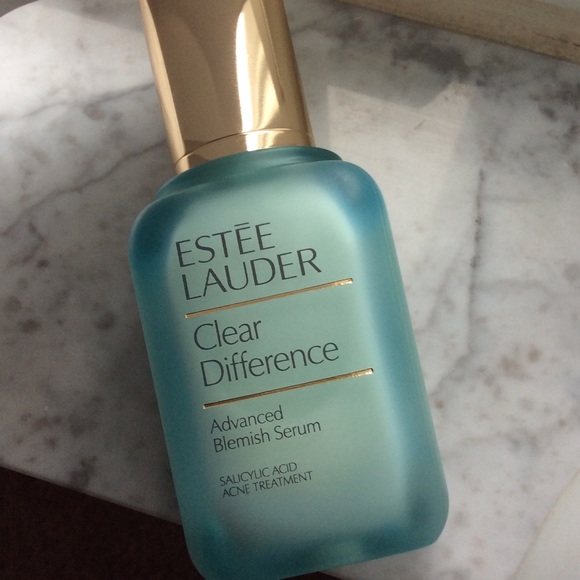 ESTĒE
LAUDER
Clear
Difference
Advanced
Blemish Serum
SALICYLIC ACID
ACNE TREATMENT